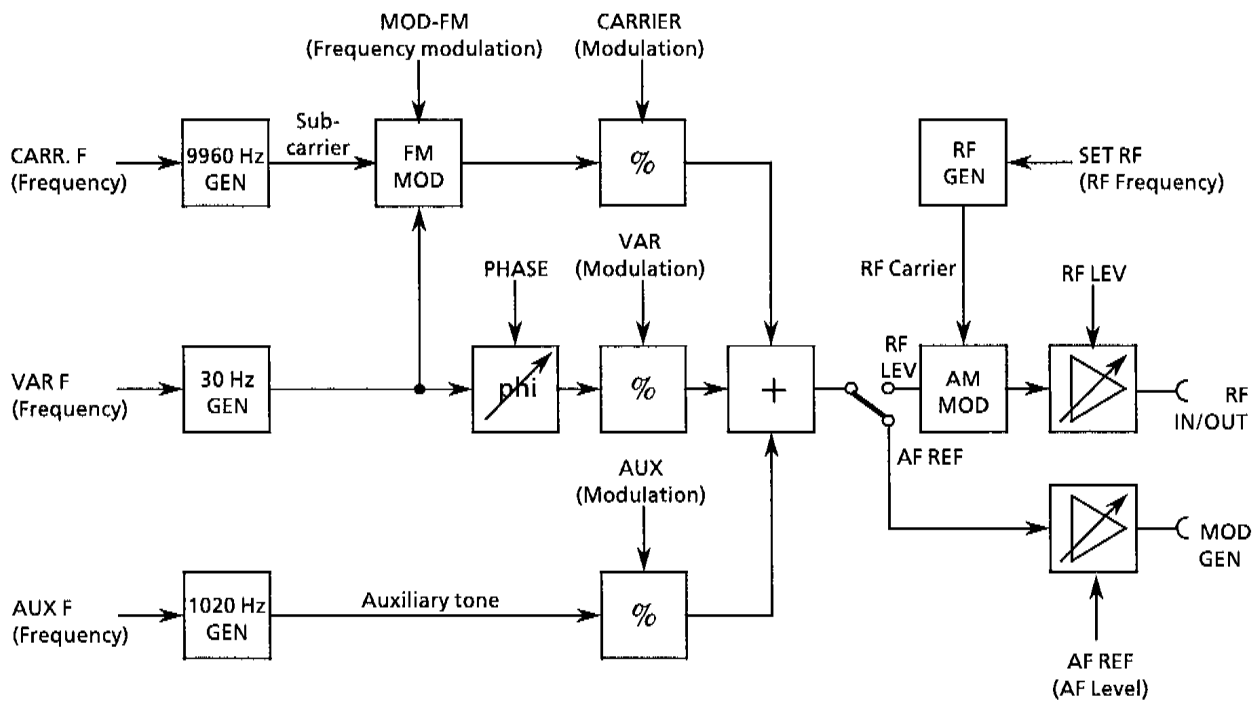 MOD-FM
(Frequency modulation)
CARRIER
(Modulation)
CARR. F
(Frequency)
9960 Hz
GEN
Sub-
carrier
FM
MOD
%
RF
GEN
SET RF
(RF Frequency)
PHASE
VAR
(Modulation)
RF Carrier
RF LEV
VAR F
(Frequency)
30 Hz
GEN
phi
%
+
RF
LEV
AM
MOD
RF
IN/OUT
AF REF
AUX
(Modulation)
MOD
GEN
AUX F
(Frequency)
1020 Hz
GEN
Auxiliary tone
%
AF REF
(AF Level)